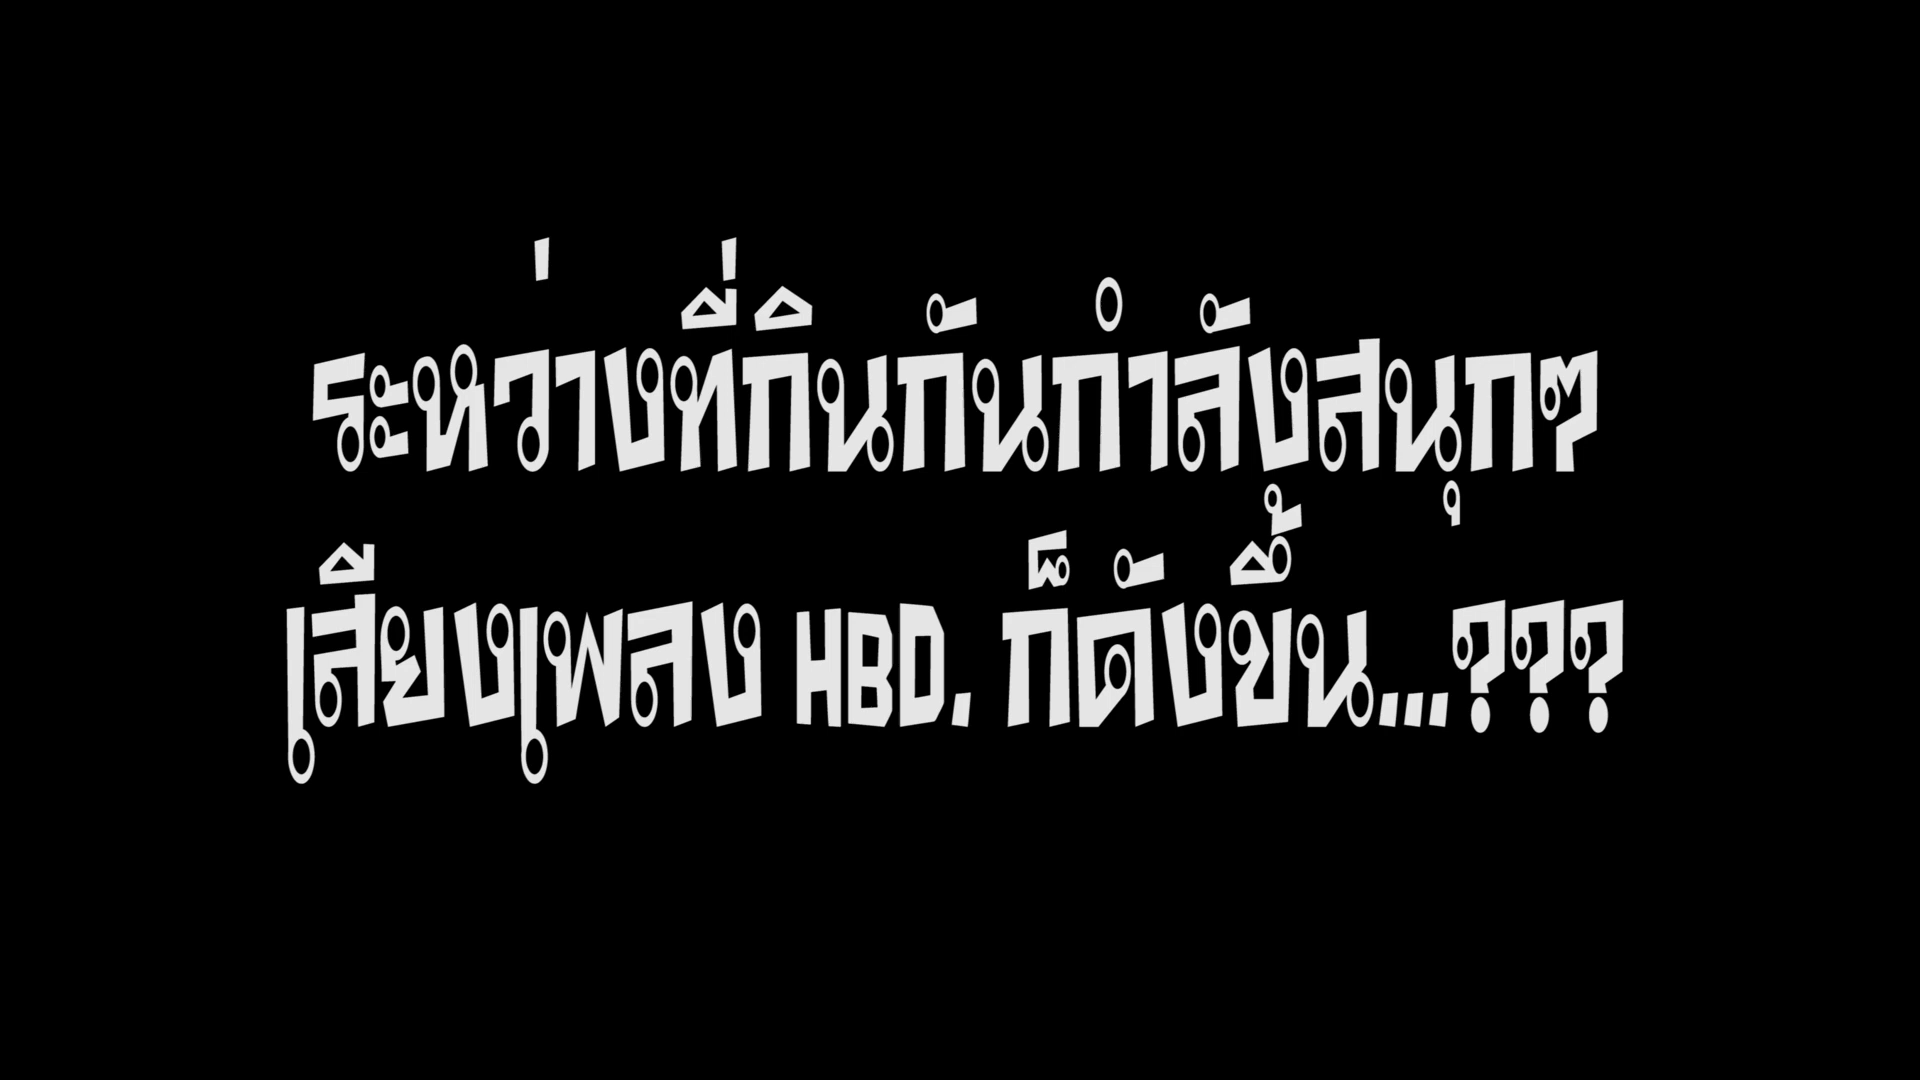 ระหว่างที่กินกันกำลังสนุกๆ
เสียงเพลง HBD. ก็ดังขึ้น...???